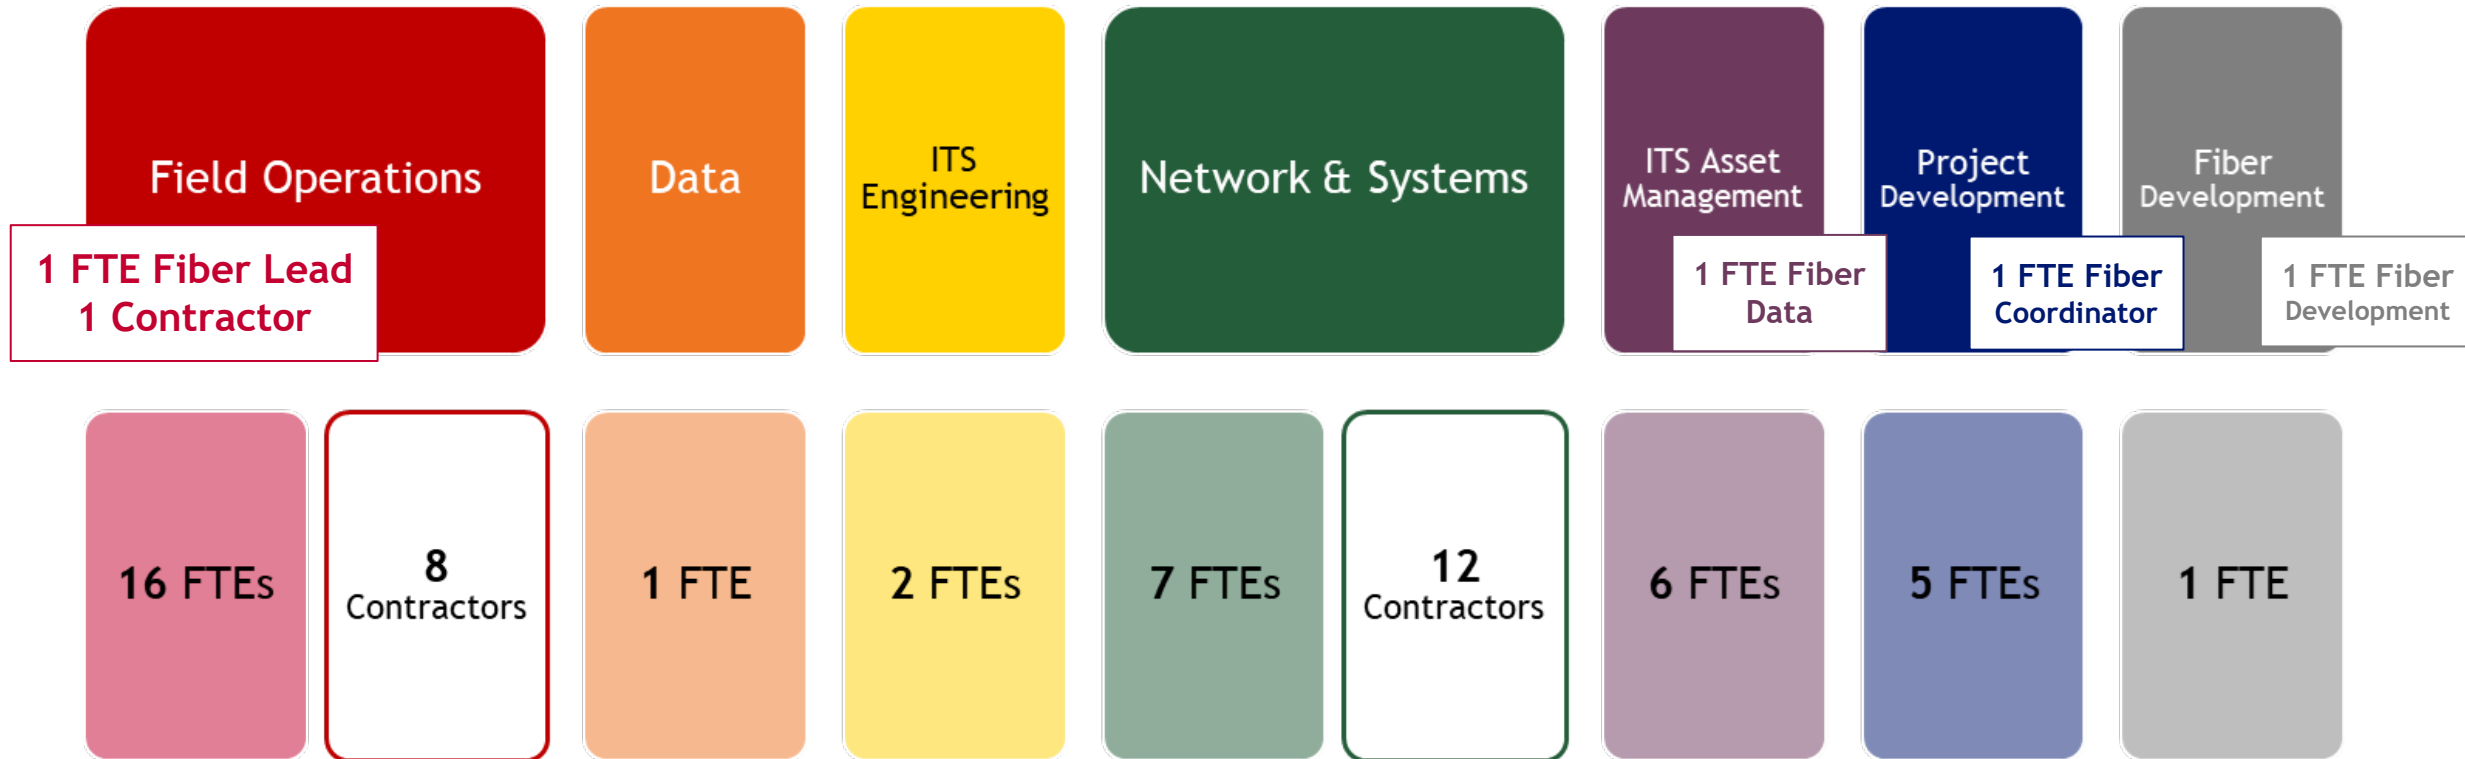 Field Operations
Data
ITS
Engineering
Network & Systems
ITS Asset
Management
Project
Development
Fiber
Development
1 FTE Fiber Lead
1 Contractor
1 FTE Fiber
Data
1 FTE Fiber
Coordinator
1 FTE Fiber
Development
16 FTEs
8
Contractors
1 FTE
2 FTEs
7 FTEs
12
Contractors
6 FTEs
5 FTEs
1 FTE